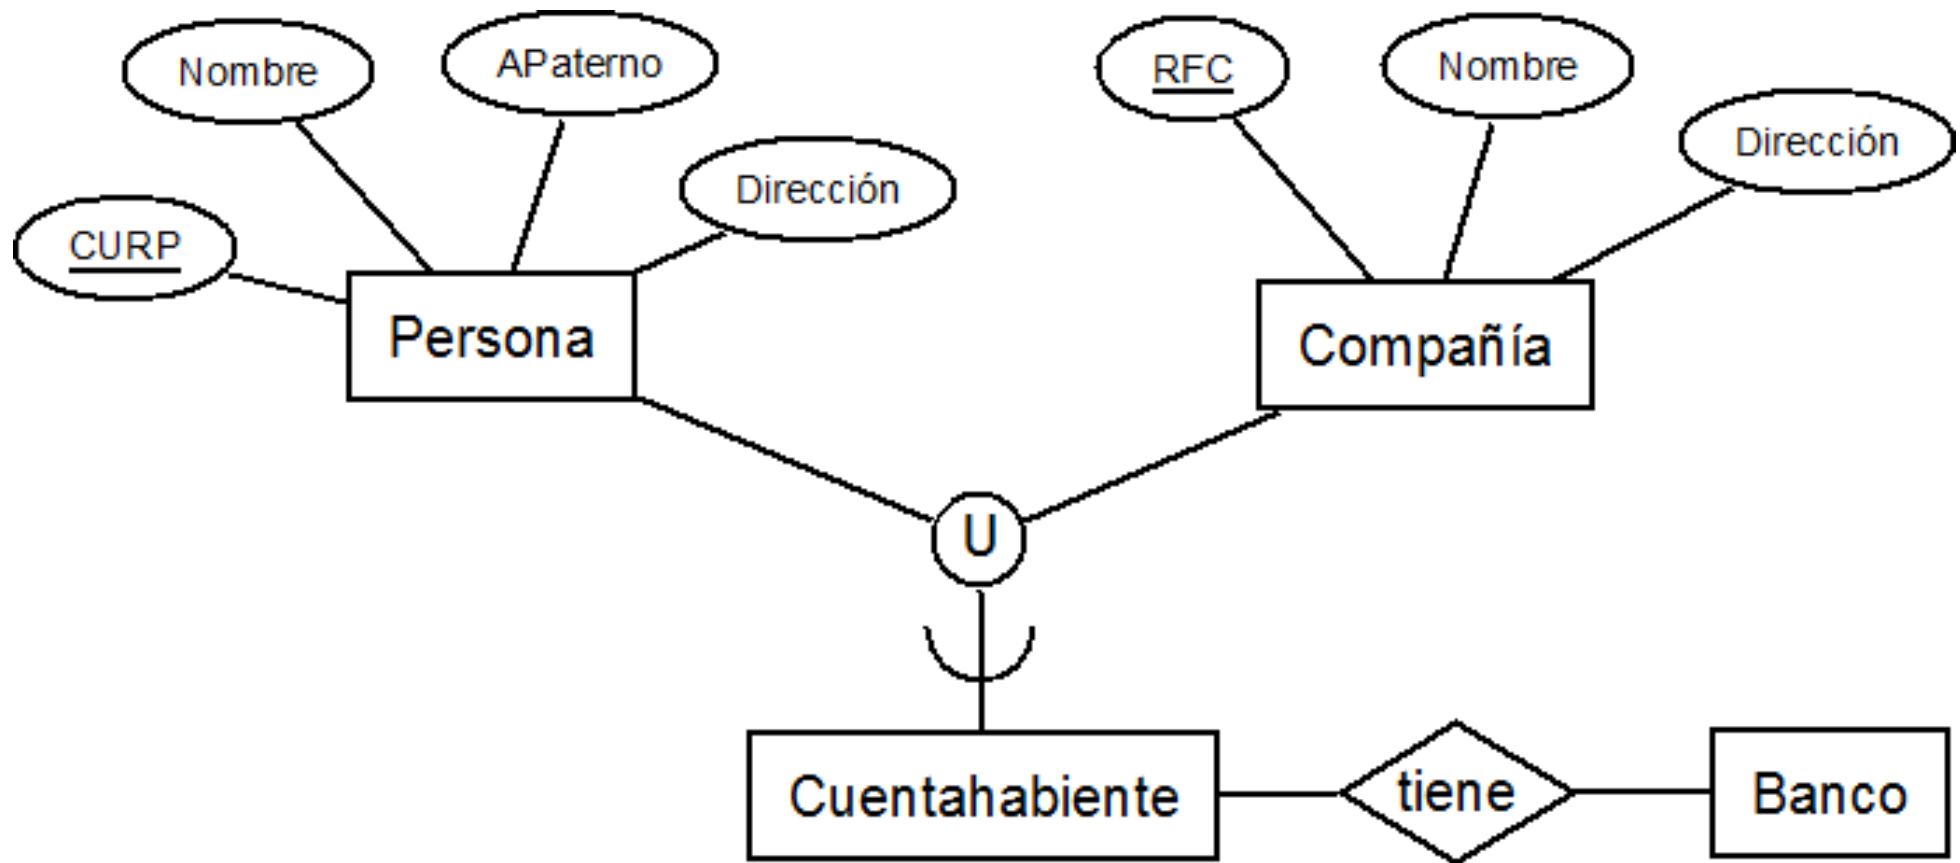 Nombre
APaterno
RFC
Nombre
Dirección
Dirección
CURP
Persona
Compañía
U
Cuentahabiente
tiene
Banco